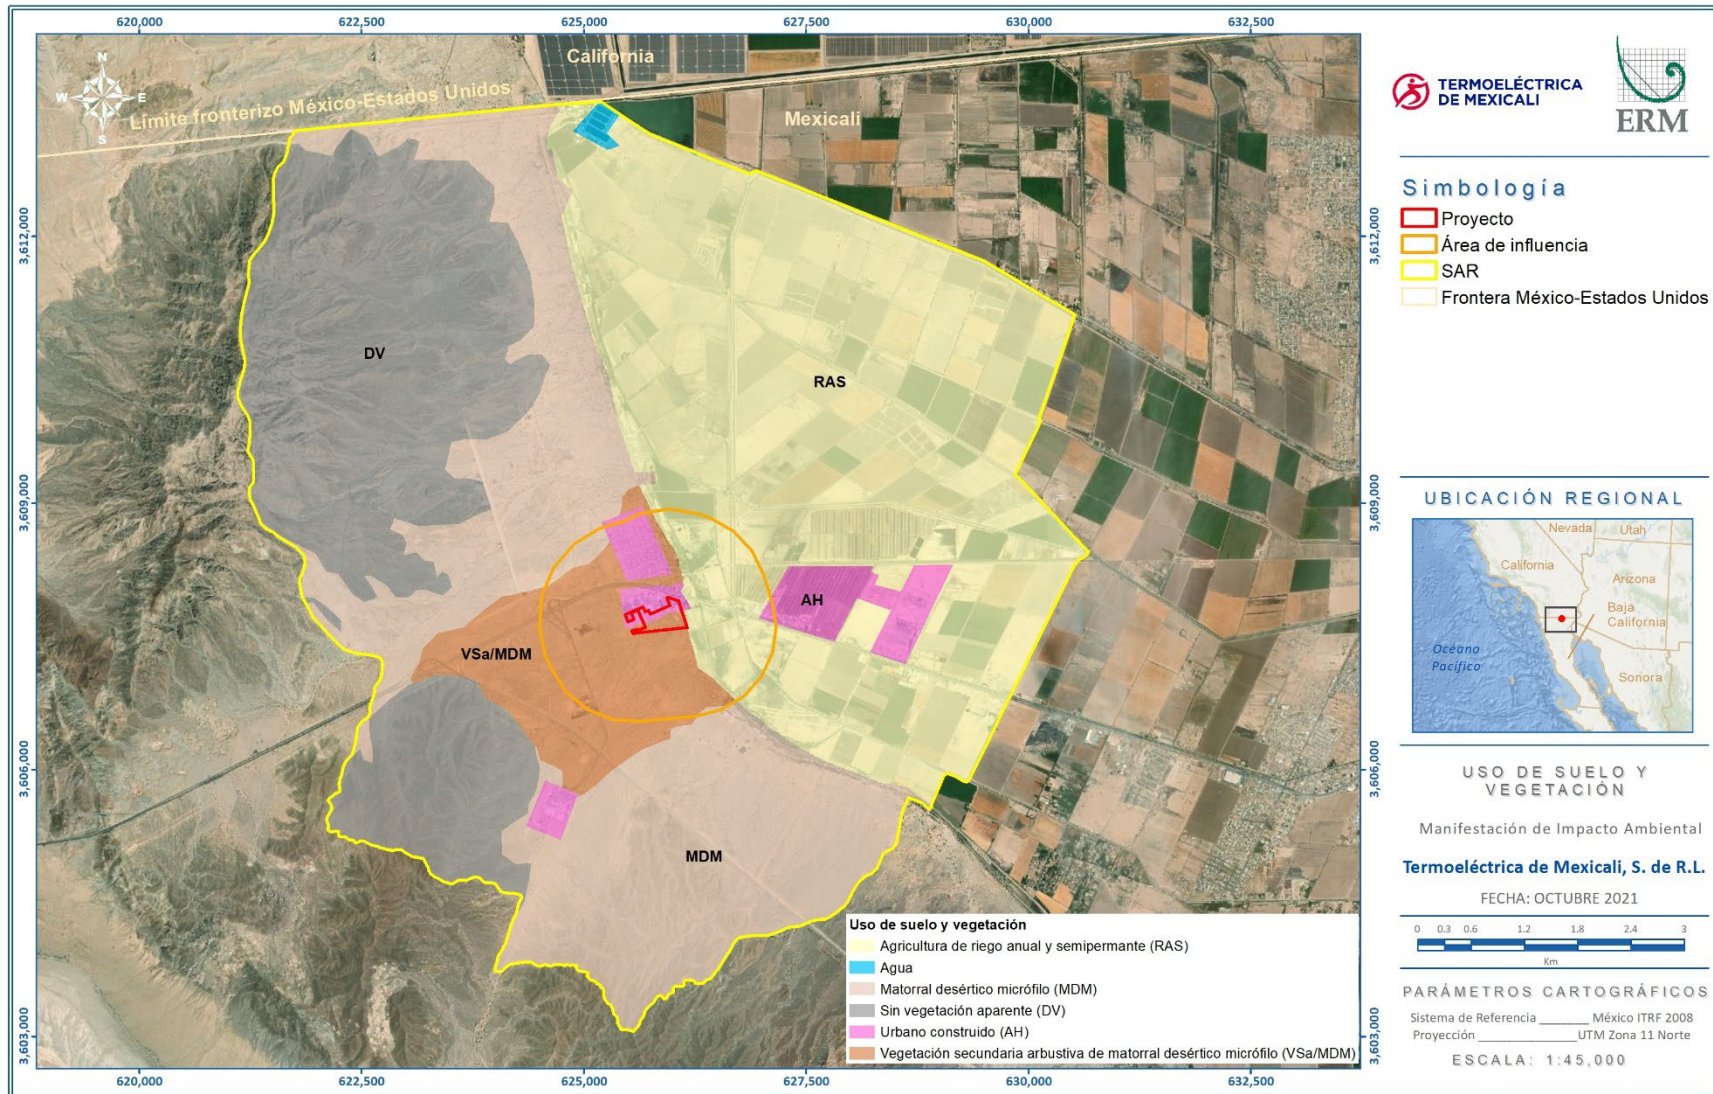 620,000
622,500
625,000
627,500
630,000
632,500
California
Límite fronterizo México-Estados Unidos
Mexicali
N
W
E
S
3,612,000
3,609,000
3,606,000
3,603,000
3,612,000
3,609,000
3,606,000
3,603,000
DV
RAS
AH
VSa/MDM
MDM
Uso de suelo y vegetación
Agricultura de riego anual y semipermante (RAS)
Agua
Matorral desértico micrófilo (MDM)
Sin vegetación aparente (DV)
Urbano construido (AH)
Vegetación secundaria arbustiva de matorral desértico micrófilo (VSa/MDM)
620,000
622,500
625,000
627,500
630,000
632,500
TERMOELÉCTRICA
DE MEXICALI
ERM
Simbología
Proyecto
Área de influencia
SAR
Frontera México-Estados Unidos
UBICACIÓN REGIONAL
Nevada
Utah
California
Arizona
Baja
California
Océano
Pacífico
Sonora
USO DE SUELO Y
VEGETACIÓN
Manifestación de Impacto Ambiental
Termoeléctrica de Mexicali, S. de R.L.
FECHA: OCTUBRE 2021
0 0.3 0.6 1.2 1.8 2.4 3
Km
PARÁMETROS CARTOGRÁFICOS
Sistema de Referencia ________ México ITRF 2008
Proyección ________________UTM Zona 11 Norte
ESCALA: 1:45,000